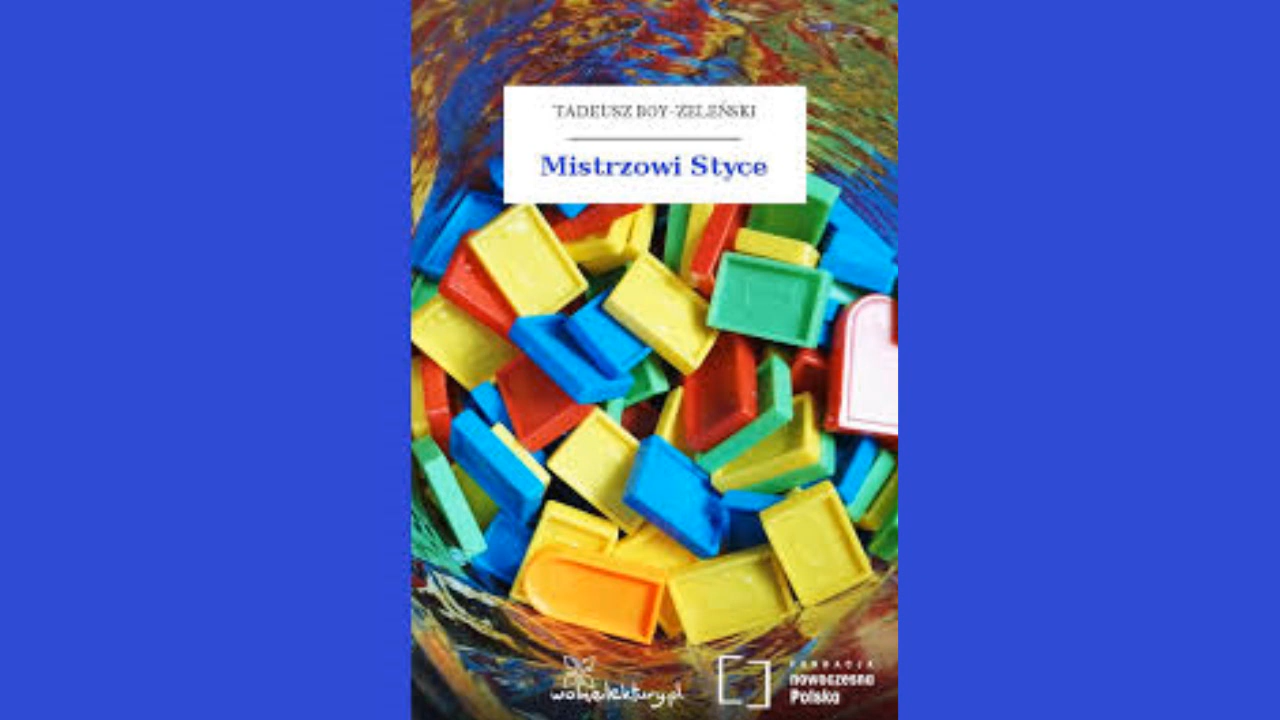 TADEUSZ BOY-ŻELEŃSKI
Mistrzowi Styce
wolnelektury.pl
FUNDACJA
nowoczesna
Polska